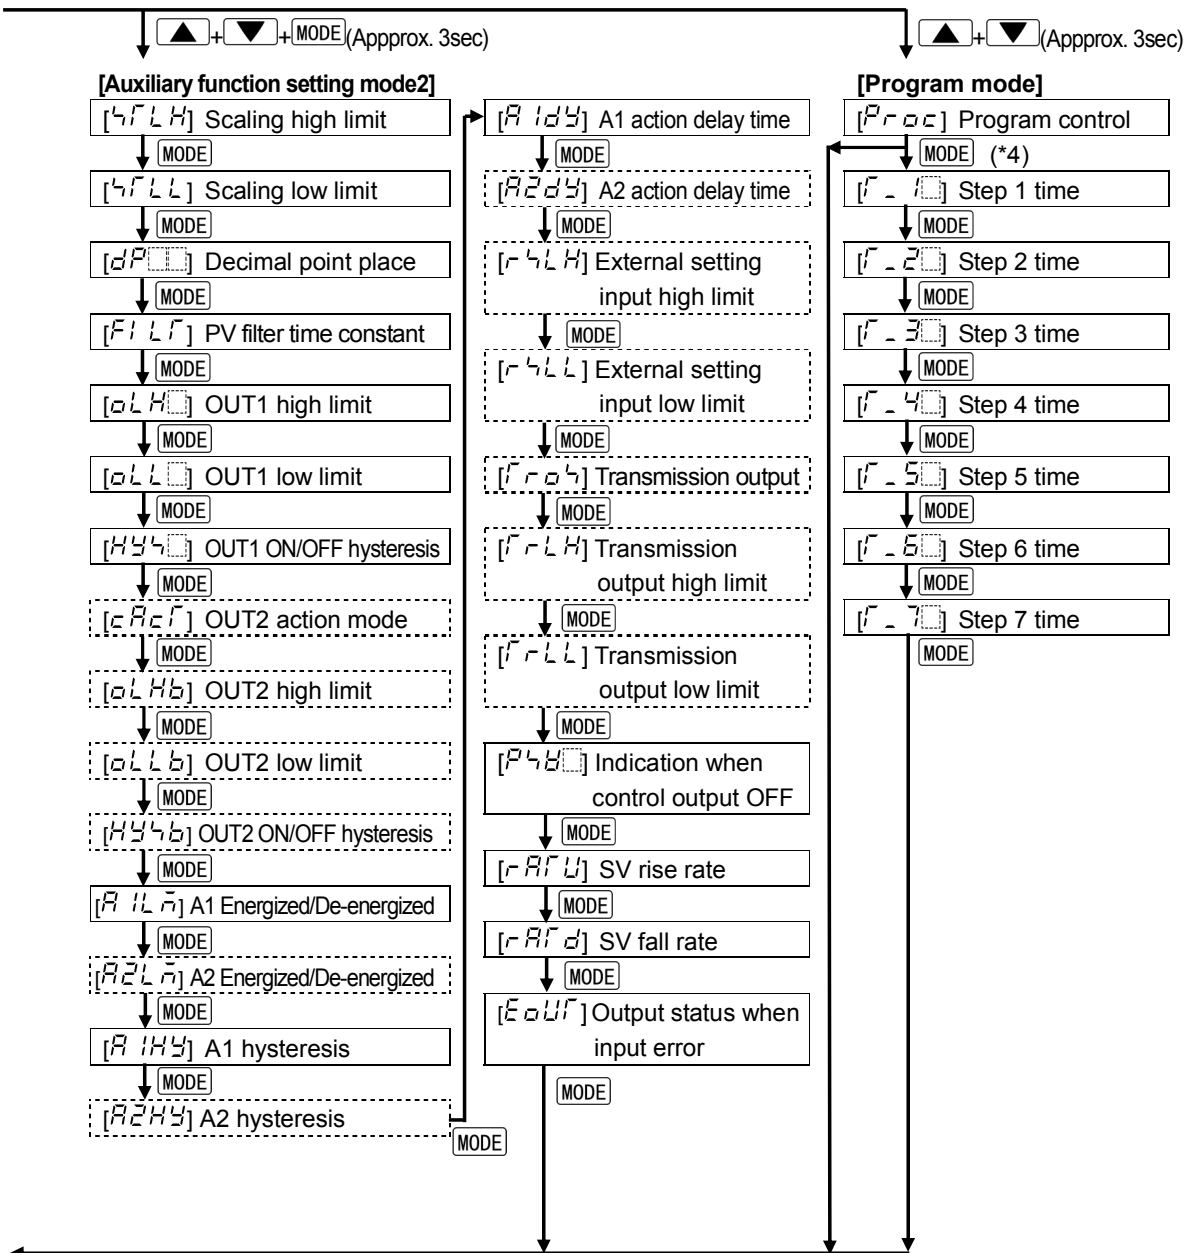 ▲+▼+MODE (Appprox. 3sec)
[Auxiliary function setting mode2]
[STLH] Scaling high limit
MODE
[STLL] Scaling low limit
MODE
[dP□□] Decimal point place
MODE
[FILT] PV filter time constant
MODE
[oLH□] OUT1 high limit
MODE
[oLL□] OUT1 low limit
MODE
[HYS□] OUT1 ON/OFF hysteresis
MODE
[cAcT] OUT2 action mode
MODE
[oLHb] OUT2 high limit
MODE
[oLLb] OUT2 low limit
MODE
[HYSb] OUT2 ON/OFF hysteresis
MODE
[A1Lm] A1 Energized/De-energized
MODE
[A2Lm] A2 Energized/De-energized
MODE
[A1HY] A1 hysteresis
MODE
[A2HY] A2 hysteresis
MODE
[A1dY] A1 action delay time
MODE
[A2dY] A2 action delay time
MODE
[rSLH] External setting
input high limit
MODE
[rSLL] External setting
input low limit
MODE
[TroS] Transmission output
MODE
[TrLH] Transmission
output high limit
MODE
[TrLL] Transmission
output low limit
MODE
[PSV□] Indication when
control output OFF
MODE
[rATU] SV rise rate
MODE
[rATd] SV fall rate
MODE
[EoUT] Output status when
input error
MODE
▲+▼ (Appprox. 3sec)
[Program mode]
[Proc] Program control
MODE (*4)
[T_1□] Step 1 time
MODE
[T_2□] Step 2 time
MODE
[T_3□] Step 3 time
MODE
[T_4□] Step 4 time
MODE
[T_5□] Step 5 time
MODE
[T_6□] Step 6 time
MODE
[T_7□] Step 7 time
MODE